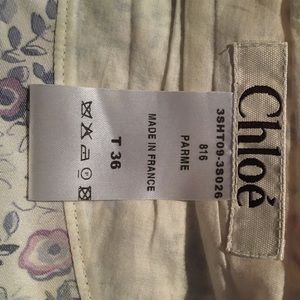 Chloé
3SHT09-3S026
816
PARME
T 36
MADE IN FRANCE